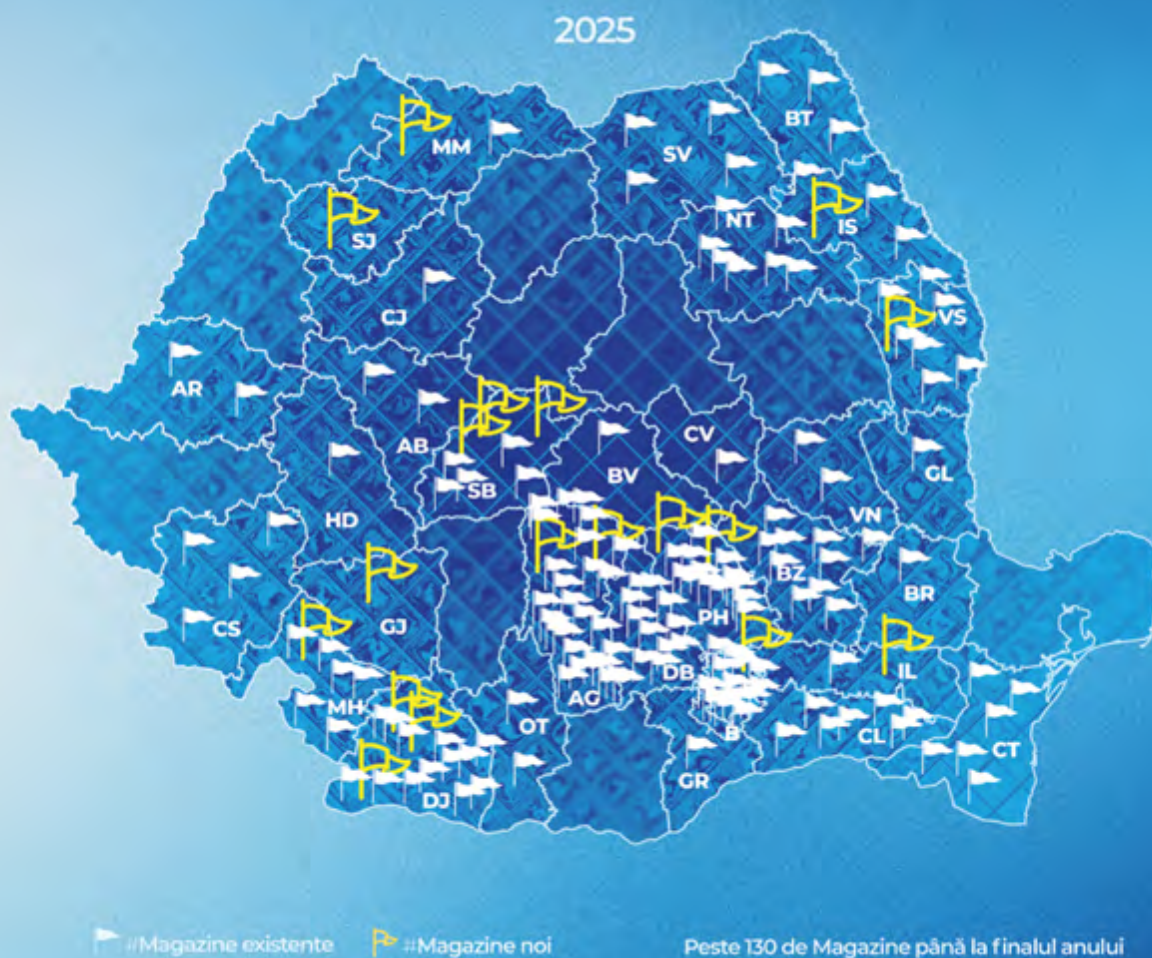 2025
BT
MM
SV
NT
IS
SJ
CJ
VS
AR
AB
CV
BV
SB
GL
HD
VN
BZ
BR
CS
GJ
PH
IL
DB
AG
MH
OT
B
CL
CT
GR
DJ
#Magazine existente
#Magazine noi
Peste 130 de Magazine până la finalul anului